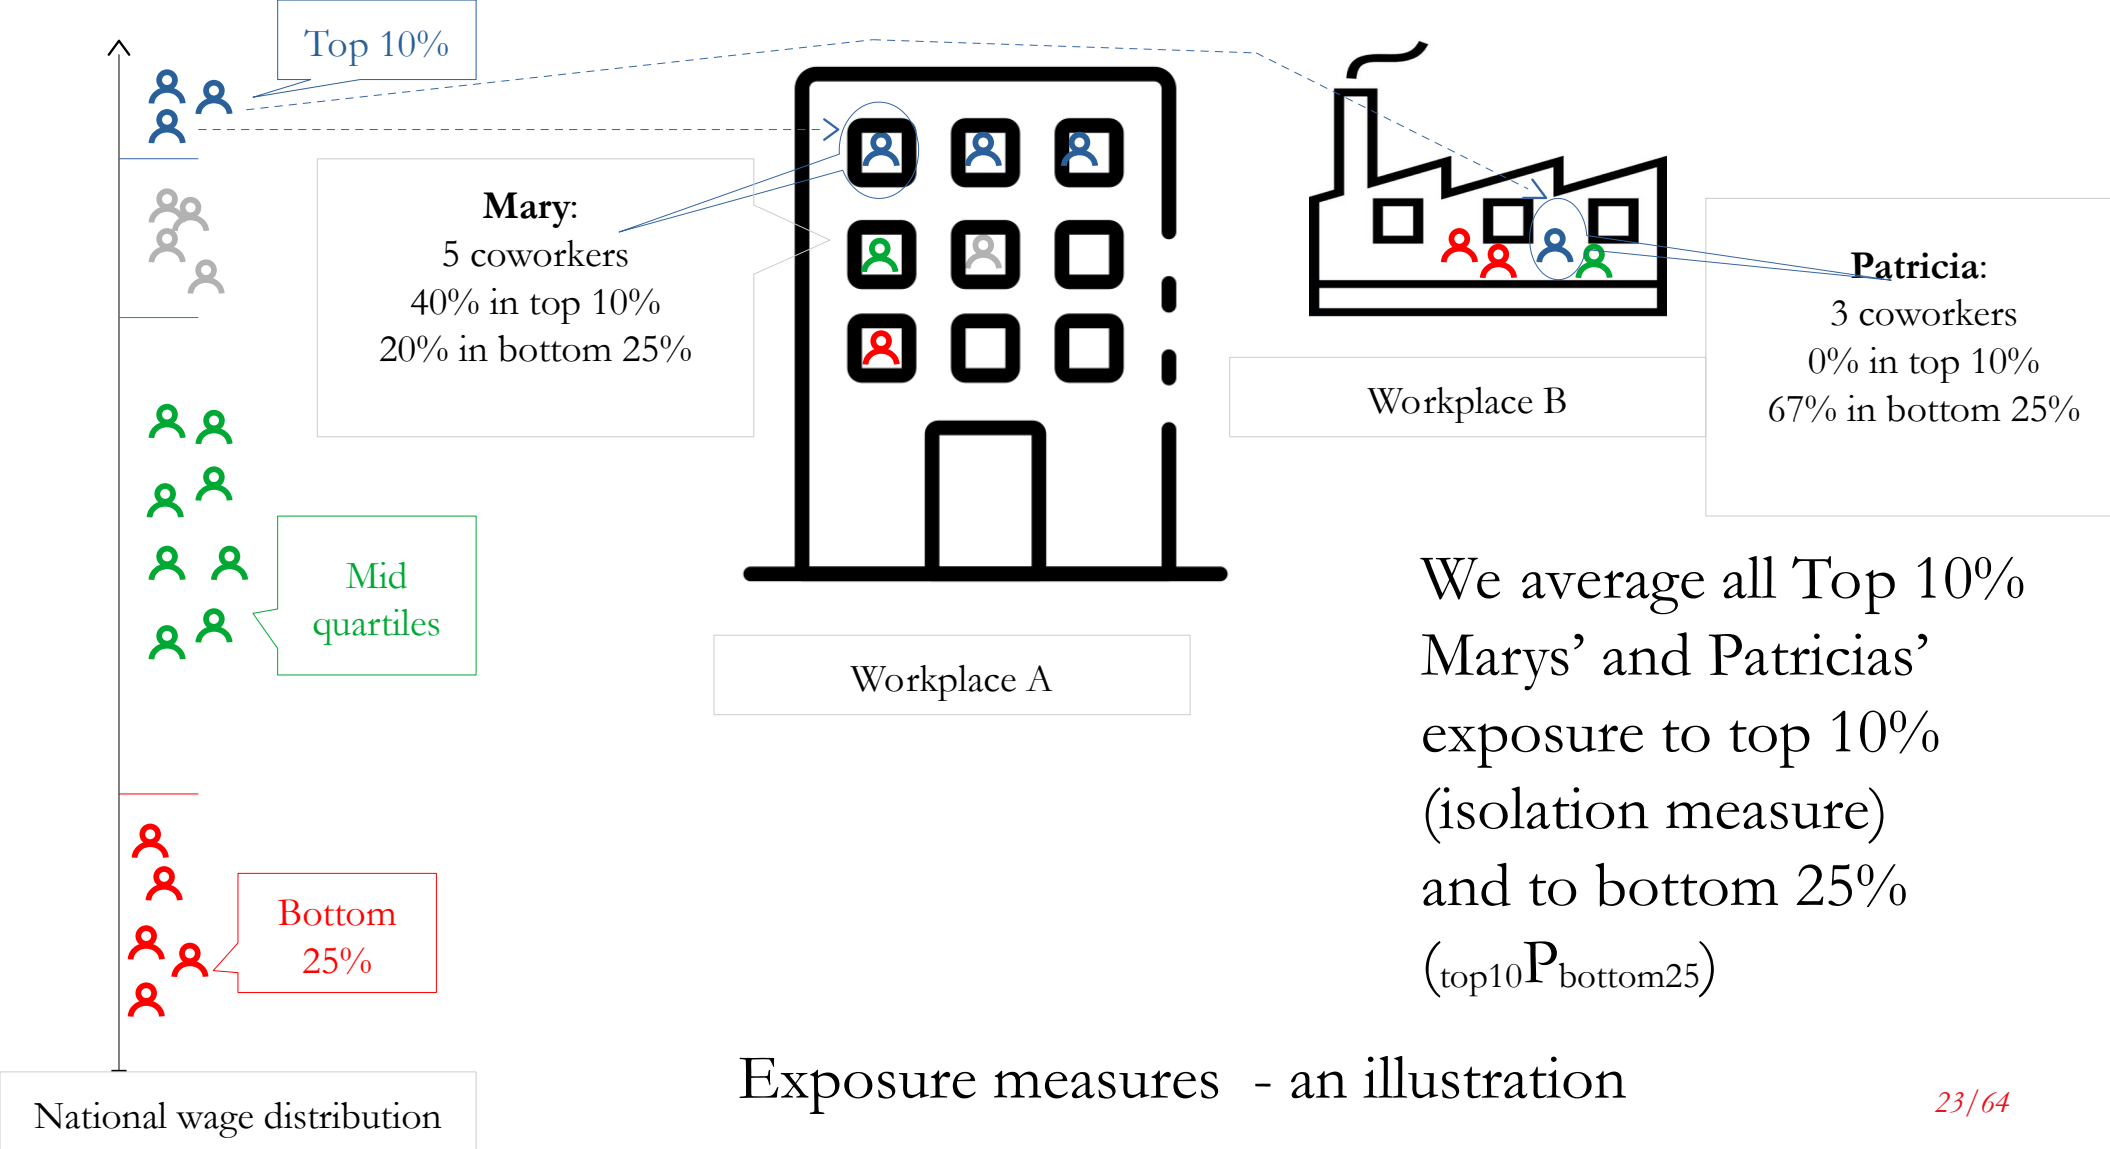 Top 10%
Mary:
5 coworkers
40% in top 10%
20% in bottom 25%
Patricia:
3 coworkers
0% in top 10%
67% in bottom 25%
Workplace B
Mid
quartiles
Workplace A
We average all Top 10%
Marys’ and Patricias’
exposure to top 10%
(isolation measure)
and to bottom 25%
(top10Pbottom25)
Bottom
25%
Exposure measures - an illustration
National wage distribution
23/64